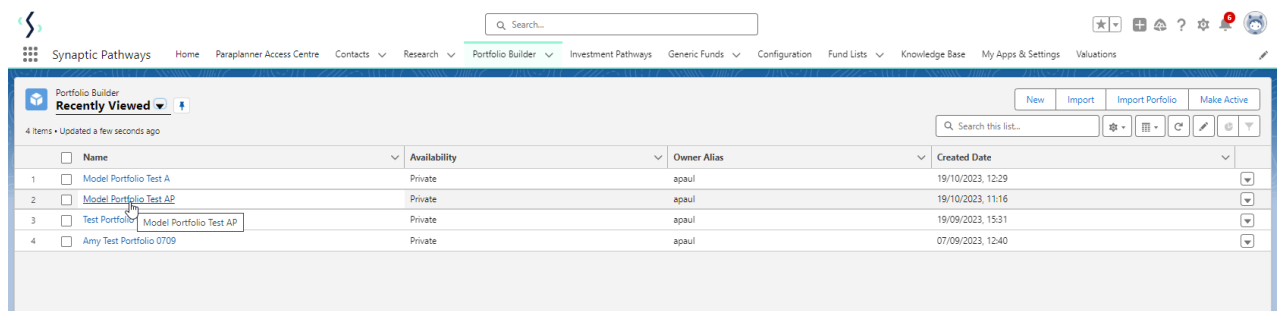 Search...
6
Synaptic Pathways Home Paraplanner Access Centre Contacts Research Portfolio Builder Investment Pathways Generic Funds Configuration Fund Lists Knowledge Base My Apps & Settings Valuations
Portfolio Builder
Recently Viewed
New Import Import Porfolio Make Active
4 items • Updated a few seconds ago
Search this list...
Name Availability Owner Alias Created Date
1 Model Portfolio Test A Private apaul 19/10/2023, 12:29
2 Model Portfolio Test AP Private apaul 19/10/2023, 11:16
3 Test Portfolio Private apaul 19/09/2023, 15:31
Model Portfolio Test AP
4 Amy Test Portfolio 0709 Private apaul 07/09/2023, 12:40